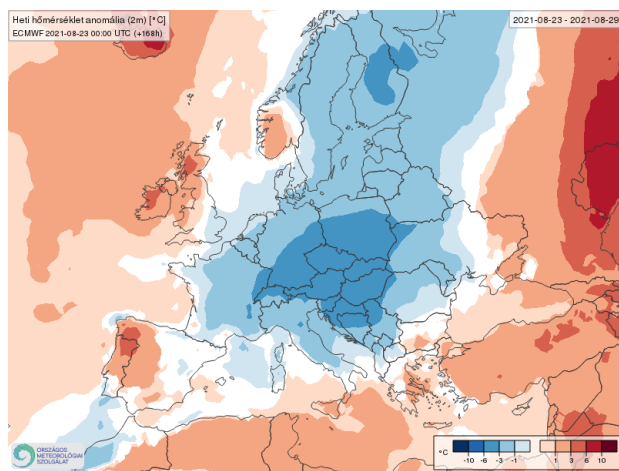 Heti hőmérséklet anomália (2m) [°C]
ECMWF 2021-08-23 00:00 UTC (+168h)
2021-08-23 - 2021-08-29
ORSZÁGOS
METEOROLÓGIAI
SZOLGÁLAT
°C
-10 -6 -3 -1 1 3 6 10